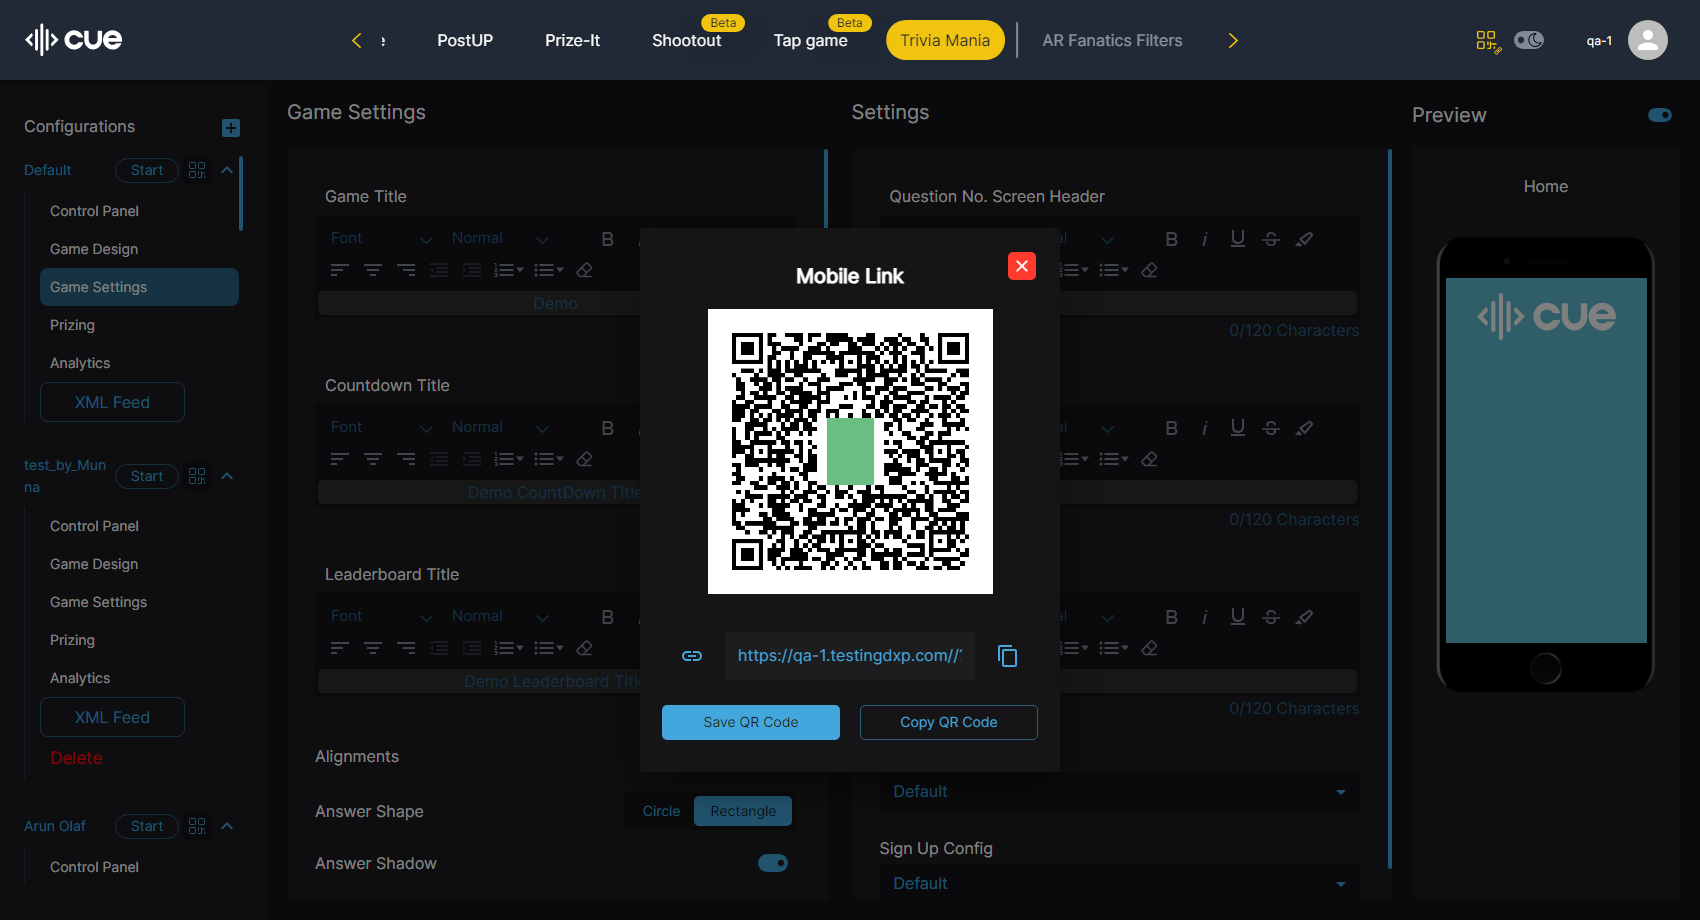 cue
PostUP
Prize-It
Beta
Shootout
Beta
Tap game
Trivia Mania
AR Fanatics Filters
qa-1
Configurations
Default
Start
Control Panel
Game Design
Game Settings
Prizing
Analytics
XML Feed
test_by_Mun
na
Start
Control Panel
Game Design
Game Settings
Prizing
Analytics
XML Feed
Delete
Arun Olaf
Start
Control Panel
Game Settings
Game Title
Font
Normal
B
Demo
Countdown Title
Font
Normal
B
Demo CountDown Title
Leaderboard Title
Font
Normal
B
Demo Leaderboard Title
Alignments
Answer Shape
Circle
Rectangle
Answer Shadow
Mobile Link
https://qa-1.testingdxp.com//?
Save QR Code
Copy QR Code
Settings
Question No. Screen Header
B i U S
0/120 Characters
B i U S
0/120 Characters
B i U S
0/120 Characters
Default
Sign Up Config
Default
Preview
Home
cue